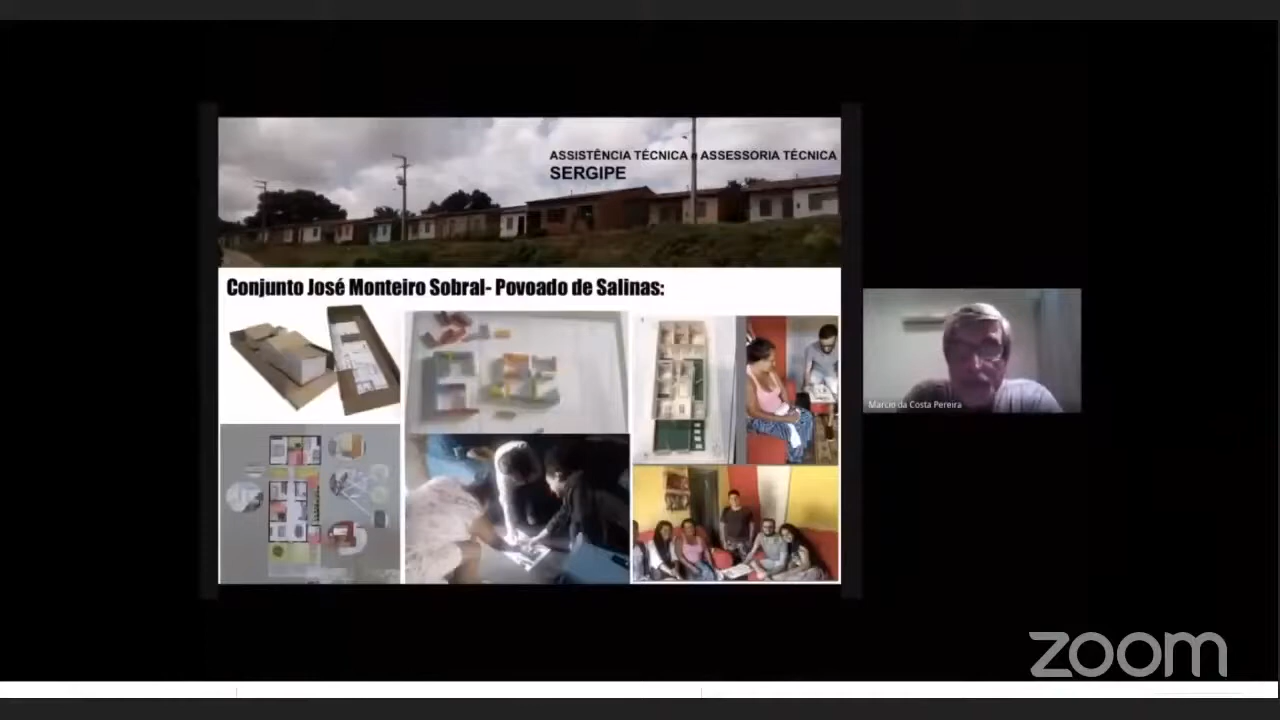 ASSISTÊNCIA TÉCNICA e ASSESSORIA TÉCNICA
SERGIPE
Conjunto José Monteiro Sobral- Povoado de Salinas:
Marcio da Costa Pereira
zoom